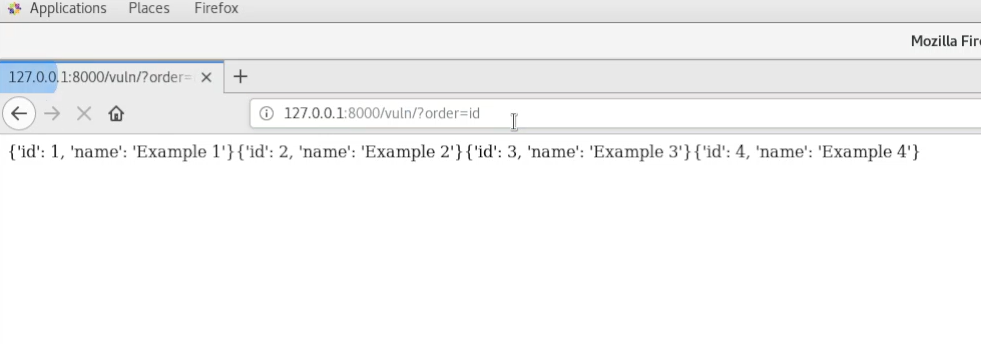 Applications Places Firefox
Mozilla Fir
127.0.0.1:8000/vuln/?order=
127.0.0.1:8000/vuln/?order=id
{'id': 1, 'name': 'Example 1'}{'id': 2, 'name': 'Example 2'}{'id': 3, 'name': 'Example 3'}{'id': 4, 'name': 'Example 4'}